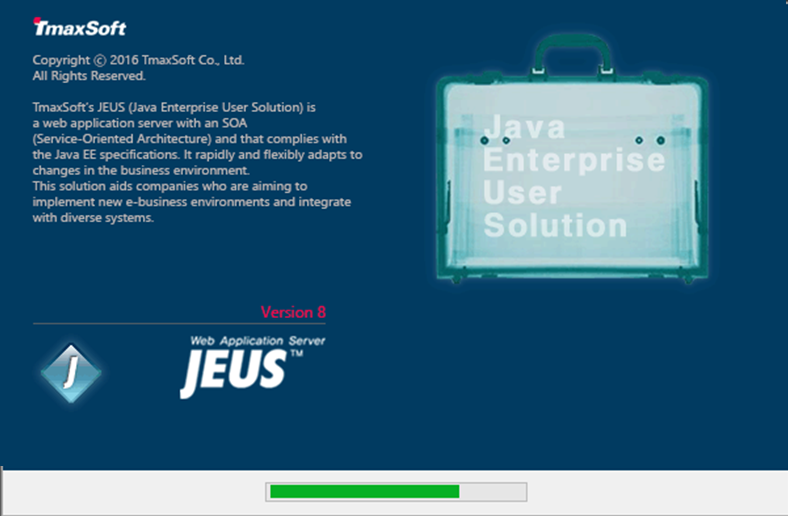 TmaxSoft
Copyright ⓒ 2016 TmaxSoft Co., Ltd.
All Rights Reserved.
TmaxSoft's JEUS (Java Enterprise User Solution) is
a web application server with an SOA
(Service-Oriented Architecture) and that complies with
the Java EE specifications. It rapidly and flexibly adapts to
changes in the business environment.
This solution aids companies who are aiming to
implement new e-business environments and integrate
with diverse systems.
Java
Enterprise
User
Solution
Version 8
J
Web Application Server
JEUS™